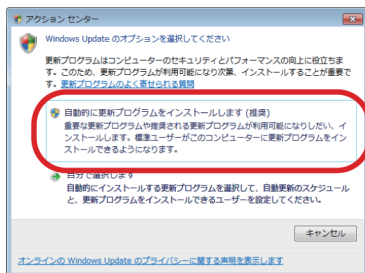 アクション センター
Windows Update のオプションを選択してください
更新プログラムはコンピューターのセキュリティとパフォーマンスの向上に役立ちま
す。このため、更新プログラムが利用可能になり次第、インストールすることが重要で
す。更新プログラムのよく寄せられる質問
自動的に更新プログラムをインストールします (推奨)
重要な更新プログラムや推奨される更新プログラムが利用可能になりしだい、イ
ンストールします。標準ユーザーがこのコンピューターに更新プログラムをイン
ストールできるようになります。
自分で選択します
自動的にインストールする更新プログラムを選択して、自動更新のスケジュール
と、更新プログラムをインストールできるユーザーを設定してください。
キャンセル
オンラインの Windows Update のプライバシーに関する声明を表示します